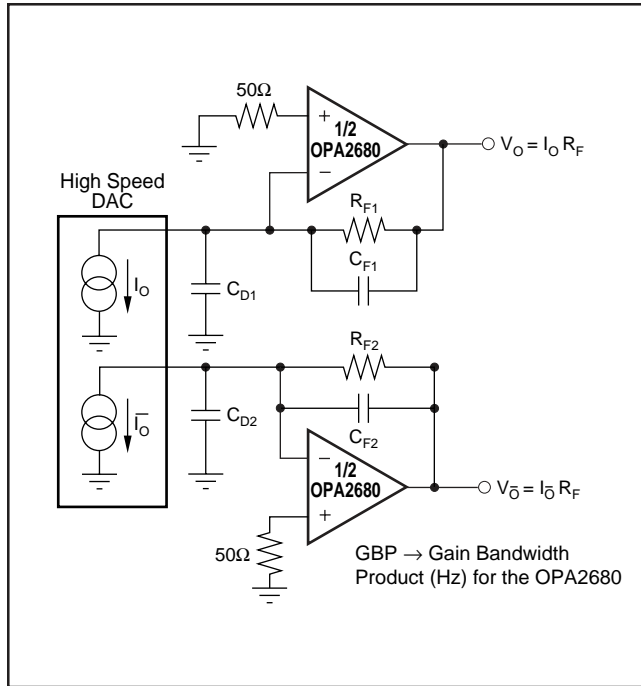 50Ω
+
1/2
OPA2680
−
V_O = I_O R_F
High Speed
DAC
R_F1
C_F1
I_O
C_D1
R_F2
I̅_O̅
C_D2
C_F2
−
1/2
OPA2680
+
V_O̅ = I_O̅ R_F
50Ω
GBP → Gain Bandwidth
Product (Hz) for the OPA2680